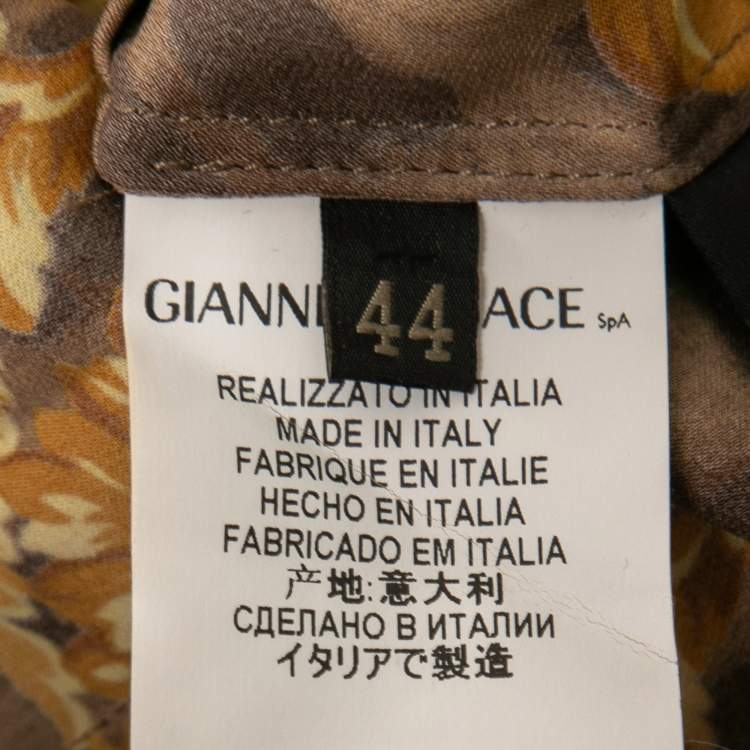 GIANNI ACE SpA
44
REALIZZATO IN ITALIA
MADE IN ITALY
FABRIQUE EN ITALIE
HECHO EN ITALIA
FABRICADO EM ITALIA
产地:意大利
СДЕЛАНО В ИТАЛИИ
イタリアで製造